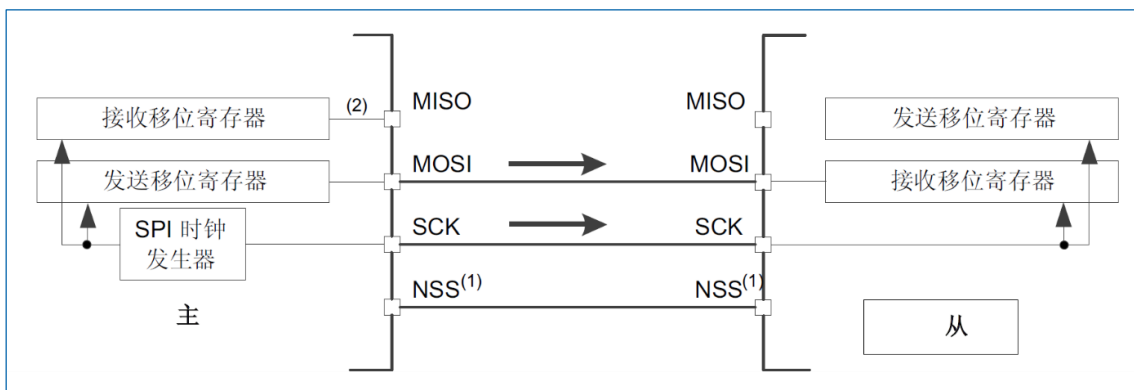 (2)
MISO
MISO
接收移位寄存器
发送移位寄存器
MOSI
MOSI
发送移位寄存器
接收移位寄存器
SPI 时钟
发生器
SCK
SCK
NSS(1)
NSS(1)
主
从